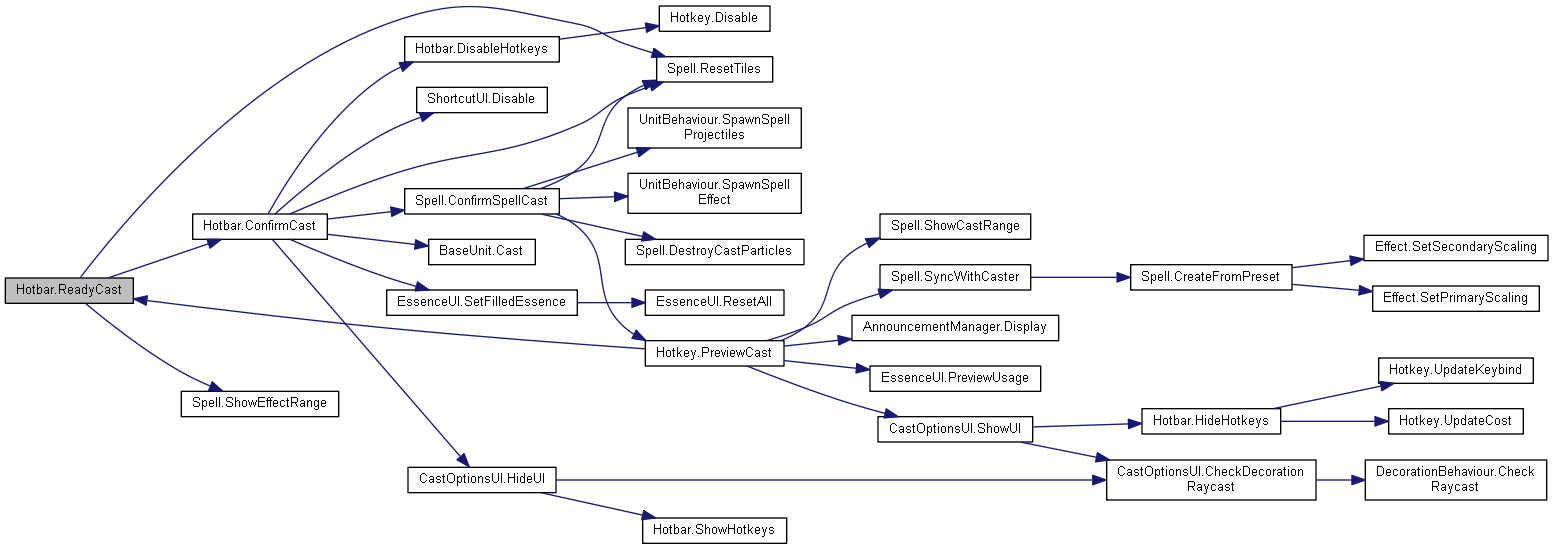 Hotkey.Disable
Hotbar.DisableHotkeys
Spell.ResetTiles
ShortcutUI.Disable
UnitBehaviour.SpawnSpell
Projectiles
UnitBehaviour.SpawnSpell
Effect
Spell.ConfirmSpellCast
Hotbar.ConfirmCast
Spell.ShowCastRange
BaseUnit.Cast
Spell.DestroyCastParticles
Effect.SetSecondaryScaling
Spell.SyncWithCaster
Spell.CreateFromPreset
Hotbar.ReadyCast
EssenceUI.SetFilledEssence
EssenceUI.ResetAll
Effect.SetPrimaryScaling
AnnouncementManager.Display
Hotkey.PreviewCast
EssenceUI.PreviewUsage
Hotkey.UpdateKeybind
Spell.ShowEffectRange
CastOptionsUI.ShowUI
Hotbar.HideHotkeys
Hotkey.UpdateCost
CastOptionsUI.HideUI
CastOptionsUI.CheckDecoration
Raycast
DecorationBehaviour.Check
Raycast
Hotbar.ShowHotkeys